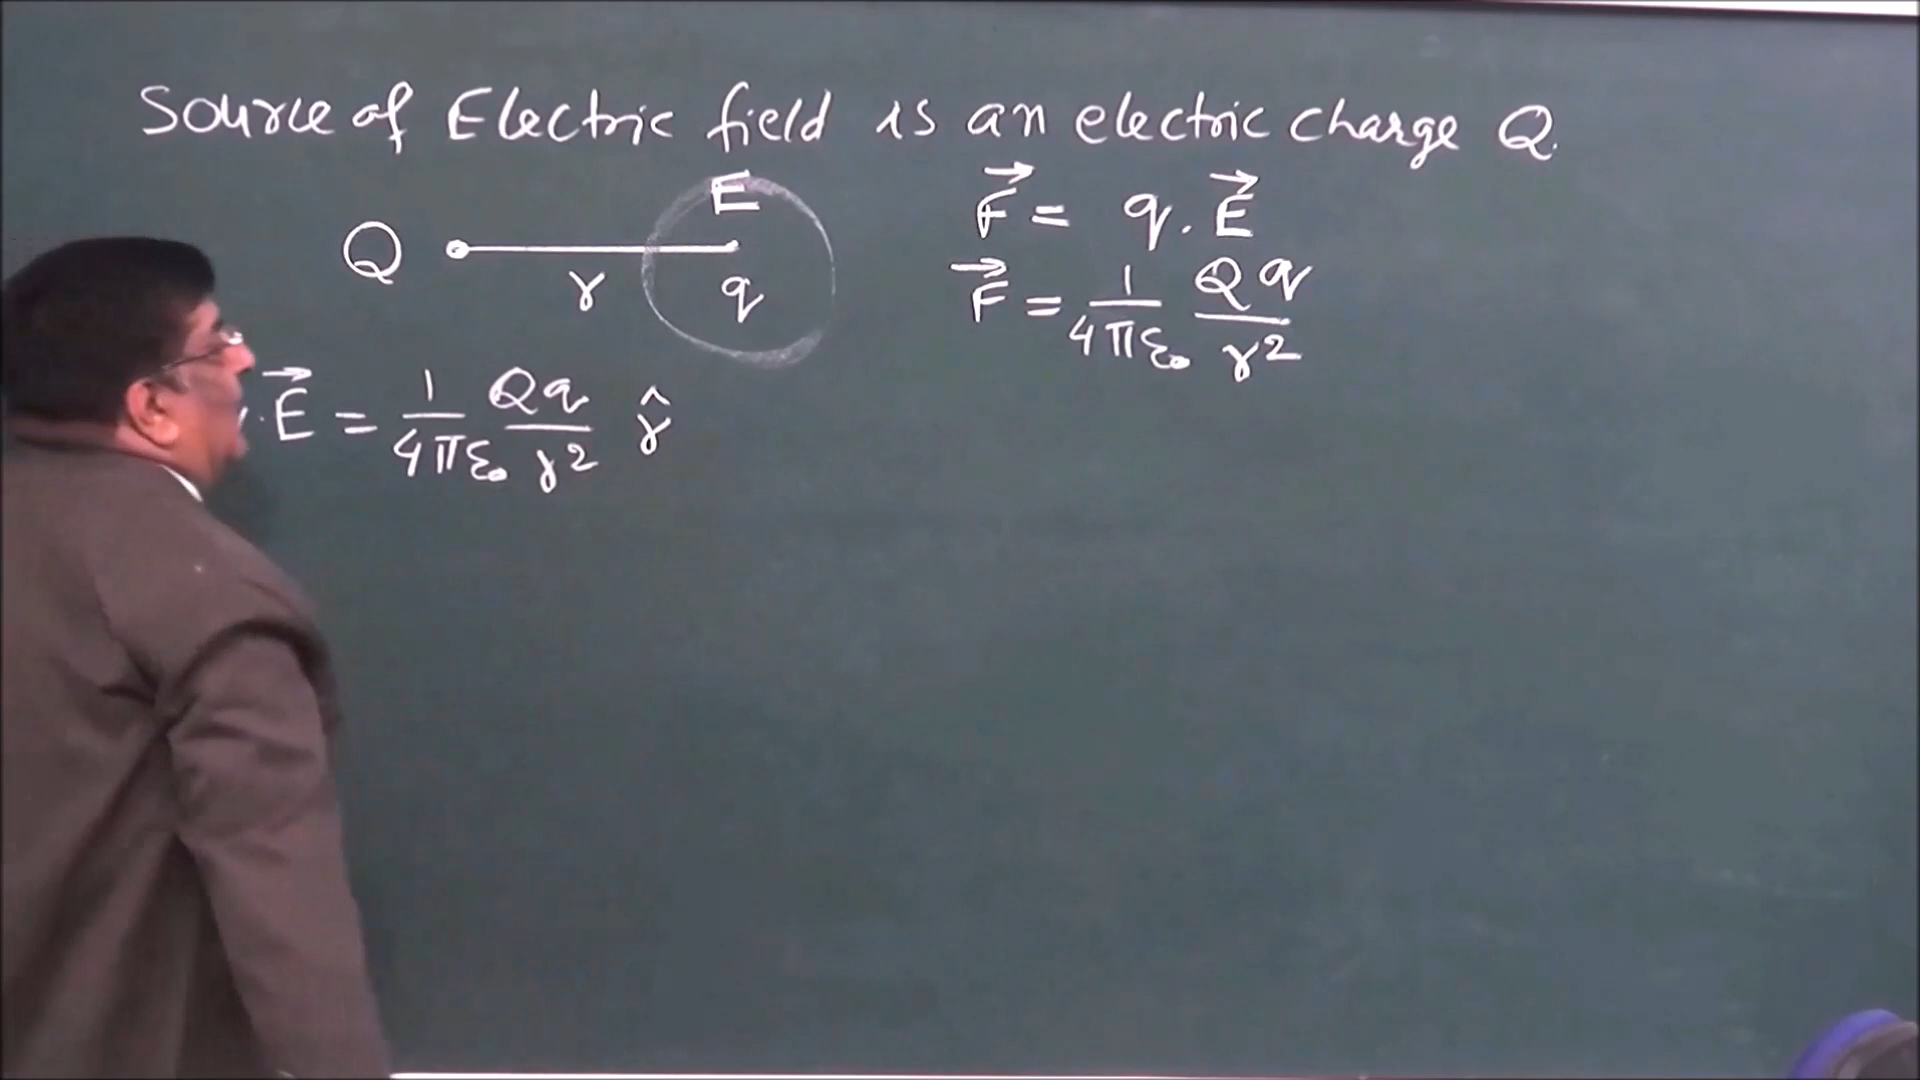 Source of Electric field is an electric charge Q.
E
Q r q
F⃗ = q. E⃗
F⃗ = 1/4πε₀ Qq/r²
. E⃗ = 1/4πε₀ Qq/r² r̂